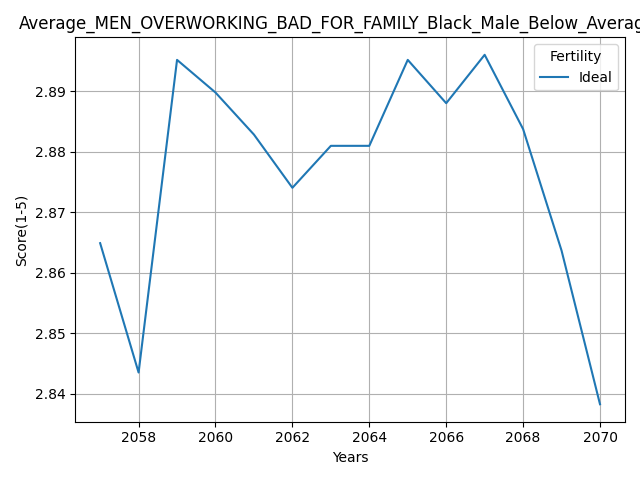 Average_MEN_OVERWORKING_BAD_FOR_FAMILY_Black_Male_Below_Averag
Fertility
Ideal
2.89
2.88
2.87
2.86
2.85
2.84
Score(1-5)
2058 2060 2062 2064 2066 2068 2070
Years